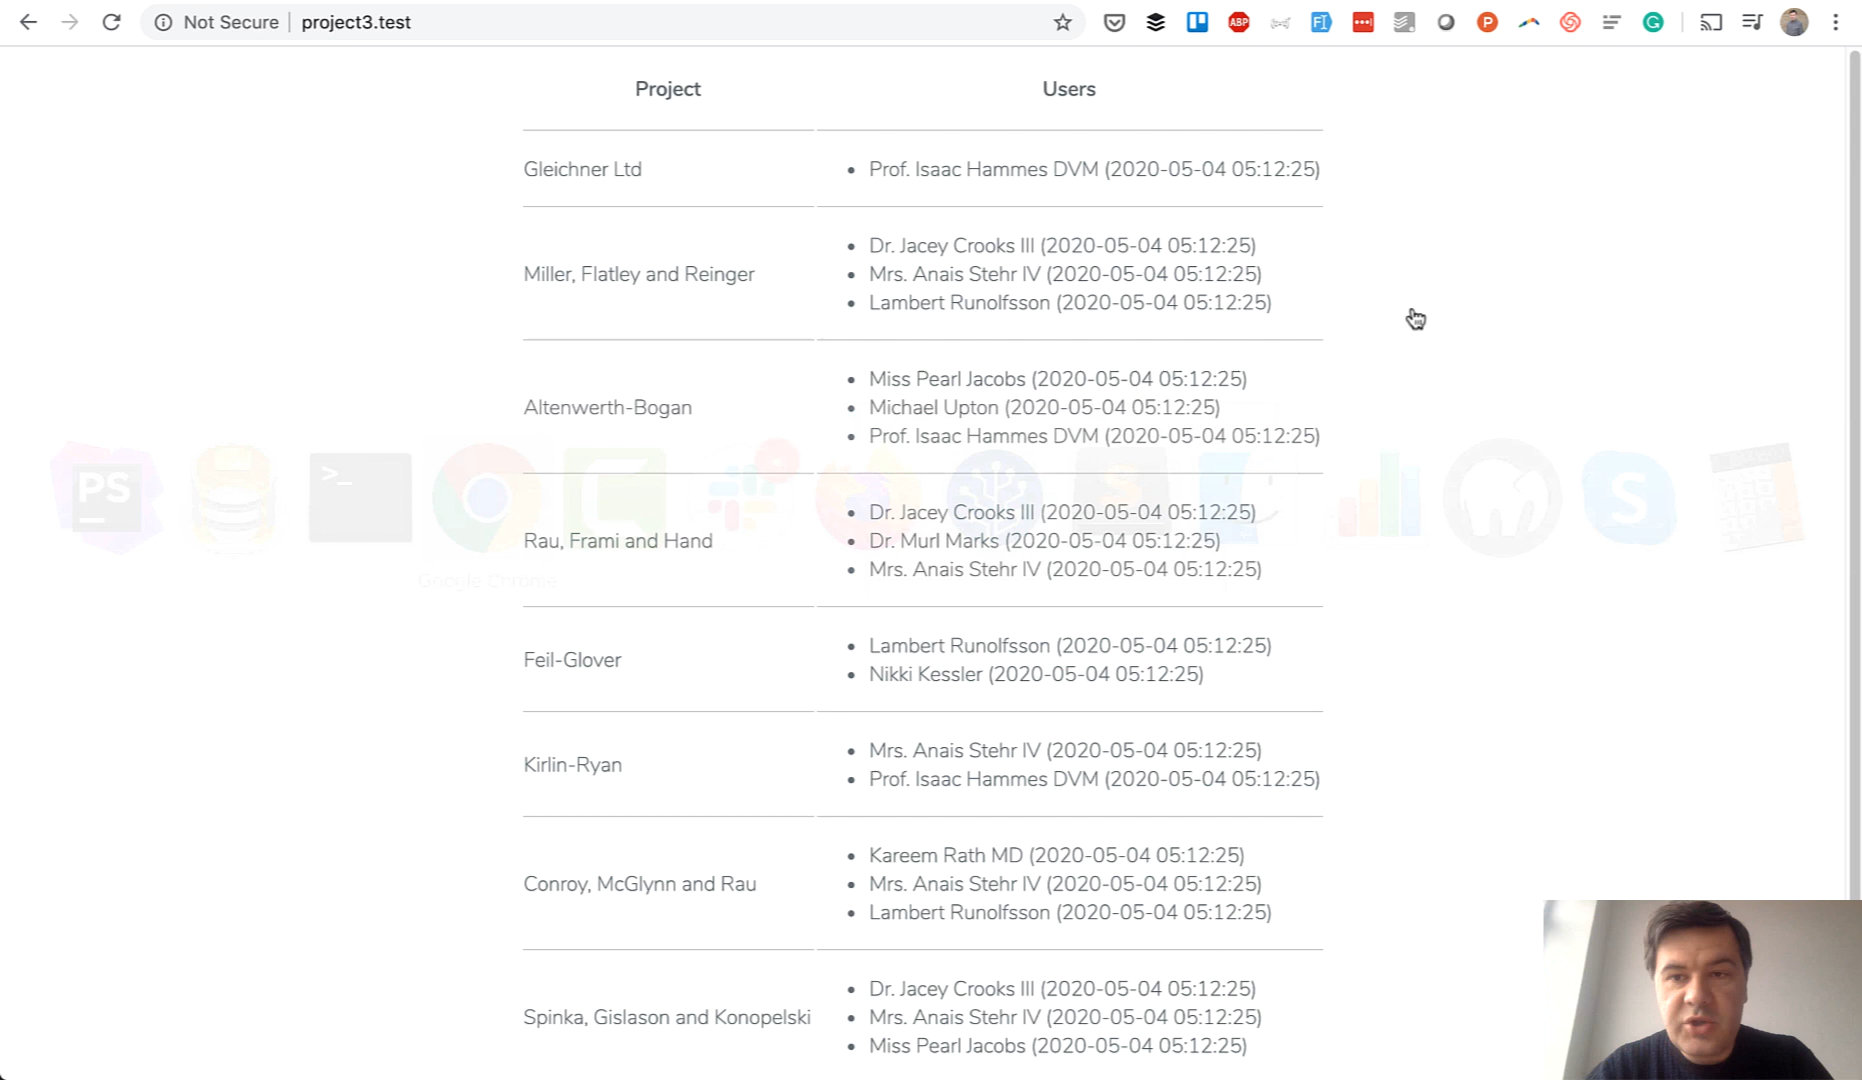 Not Secure | project3.test
Project Users
Gleichner Ltd
• Prof. Isaac Hammes DVM (2020-05-04 05:12:25)
Miller, Flatley and Reinger
• Dr. Jacey Crooks III (2020-05-04 05:12:25)
• Mrs. Anais Stehr IV (2020-05-04 05:12:25)
• Lambert Runolfsson (2020-05-04 05:12:25)
Altenwerth-Bogan
• Miss Pearl Jacobs (2020-05-04 05:12:25)
• Michael Upton (2020-05-04 05:12:25)
• Prof. Isaac Hammes DVM (2020-05-04 05:12:25)
PS
>_
S
Rau, Frami and Hand
• Dr. Jacey Crooks III (2020-05-04 05:12:25)
• Dr. Murl Marks (2020-05-04 05:12:25)
• Mrs. Anais Stehr IV (2020-05-04 05:12:25)
Google Chrome
Feil-Glover
• Lambert Runolfsson (2020-05-04 05:12:25)
• Nikki Kessler (2020-05-04 05:12:25)
Kirlin-Ryan
• Mrs. Anais Stehr IV (2020-05-04 05:12:25)
• Prof. Isaac Hammes DVM (2020-05-04 05:12:25)
Conroy, McGlynn and Rau
• Kareem Rath MD (2020-05-04 05:12:25)
• Mrs. Anais Stehr IV (2020-05-04 05:12:25)
• Lambert Runolfsson (2020-05-04 05:12:25)
Spinka, Gislason and Konopelski
• Dr. Jacey Crooks III (2020-05-04 05:12:25)
• Mrs. Anais Stehr IV (2020-05-04 05:12:25)
• Miss Pearl Jacobs (2020-05-04 05:12:25)